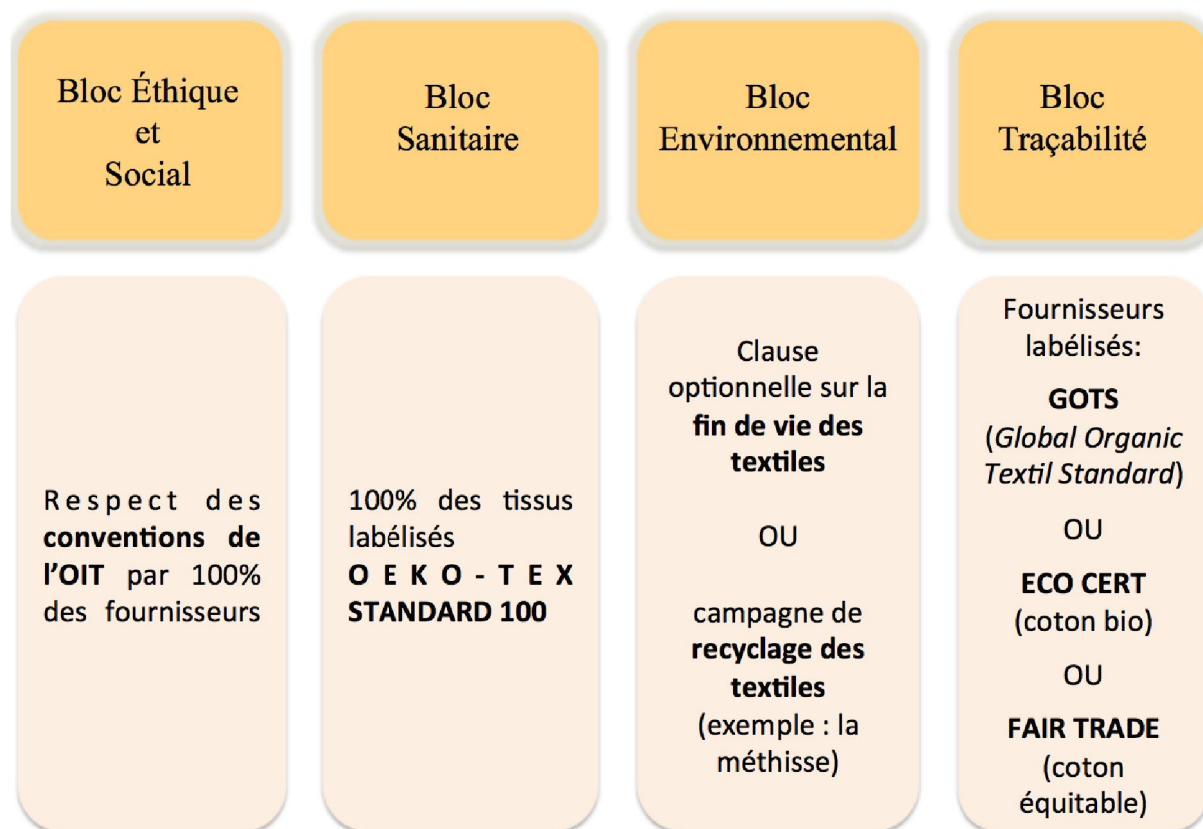 Bloc Éthique
et
Social
Bloc
Sanitaire
Bloc
Environnemental
Bloc
Traçabilité
Respect des
conventions de
l'OIT par 100%
des fournisseurs
100% des tissus
labélisés
OEKO-TEX
STANDARD 100
Clause
optionnelle sur la
fin de vie des
textiles
OU
campagne de
recyclage des
textiles
(exemple : la
méthisse)
Fournisseurs
labélisés:
GOTS
(Global Organic
Textil Standard)
OU
ECO CERT
(coton bio)
OU
FAIR TRADE
(coton
équitable)